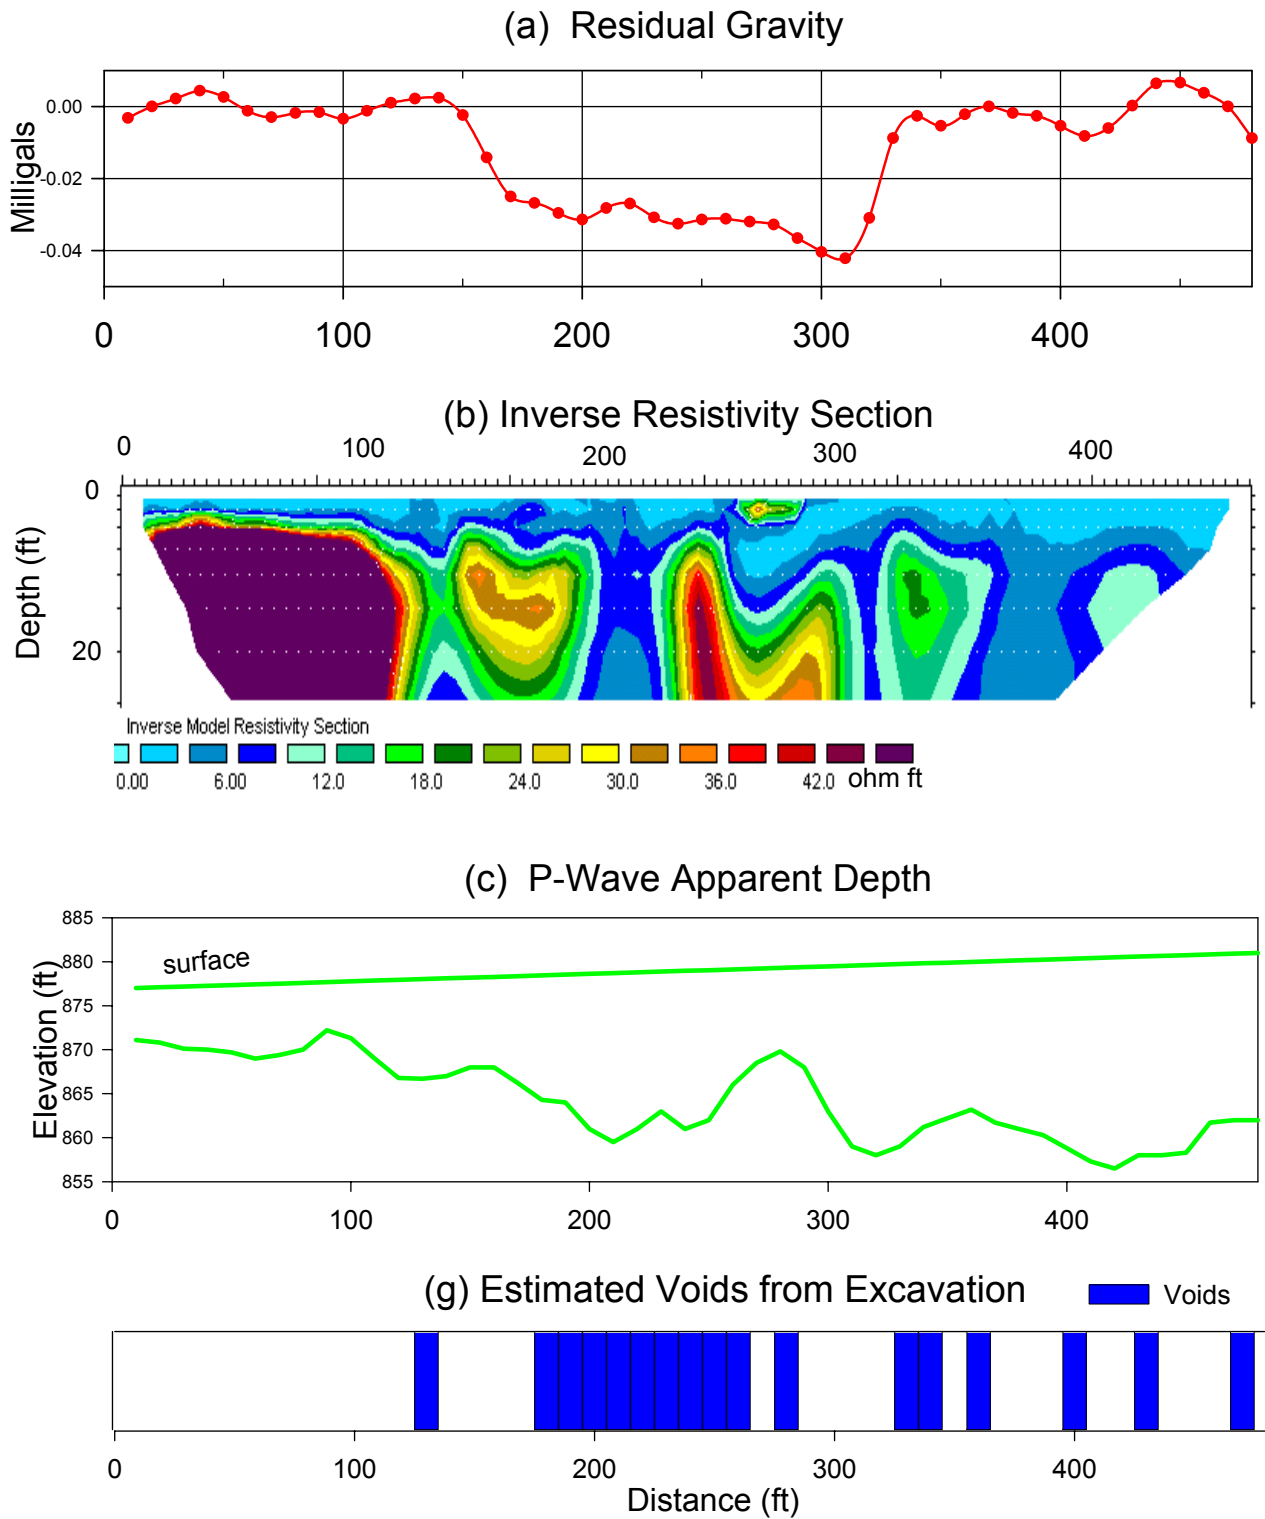 (a) Residual Gravity
Milligals
0.00
-0.02
-0.04
0 100 200 300 400
(b) Inverse Resistivity Section
0 100 200 300 400
Depth (ft)
0
20
Inverse Model Resistivity Section
0.00 6.00 12.0 18.0 24.0 30.0 36.0 42.0 ohm ft
(c) P-Wave Apparent Depth
Elevation (ft)
885
880
875
870
865
860
855
surface
0 100 200 300 400
(g) Estimated Voids from Excavation
Voids
0 100 200 300 400
Distance (ft)